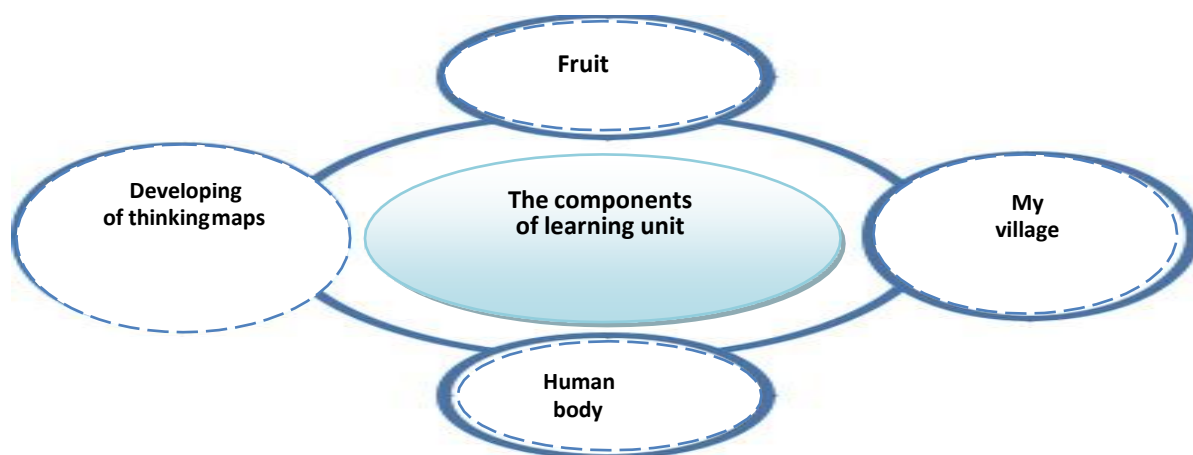 Fruit
Developing
of thinking maps
The components
of learning unit
My
village
Human
body